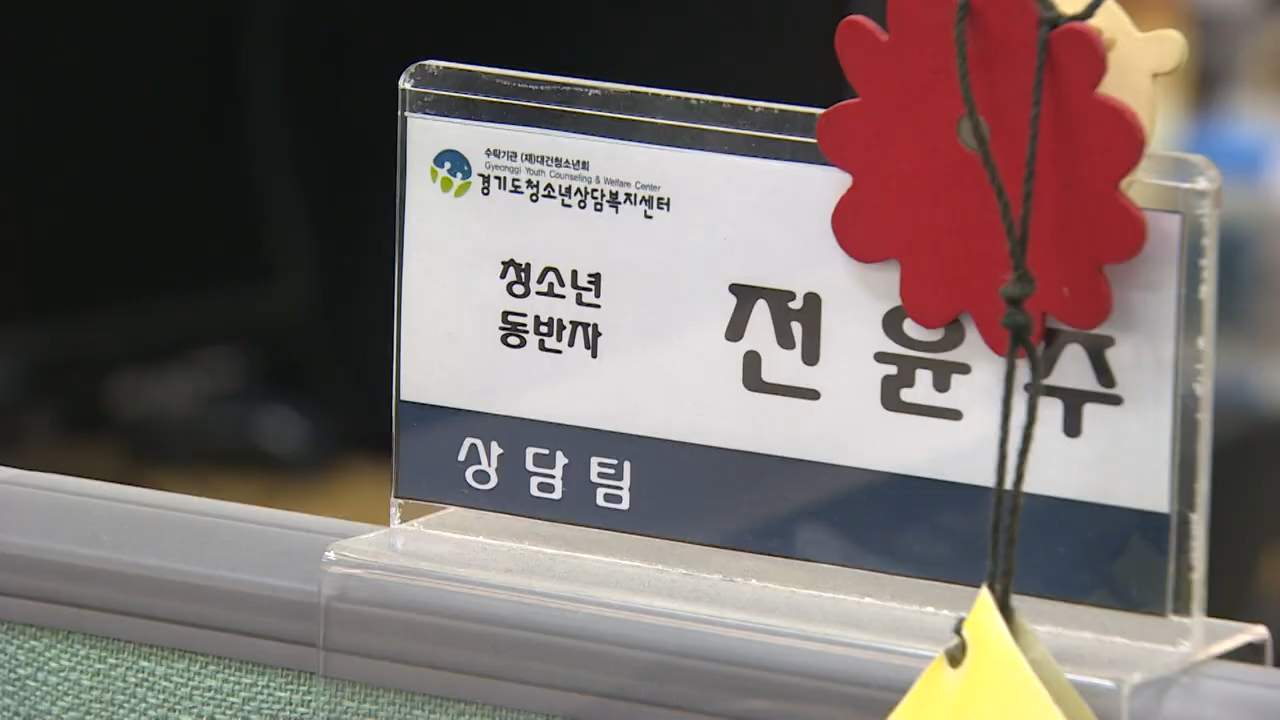 수탁기관 (재)대건청소년회
Gyeonggi Youth Counseling & Welfare Center
경기도청소년상담복지센터
청소년
동반자
전윤주
상담팀